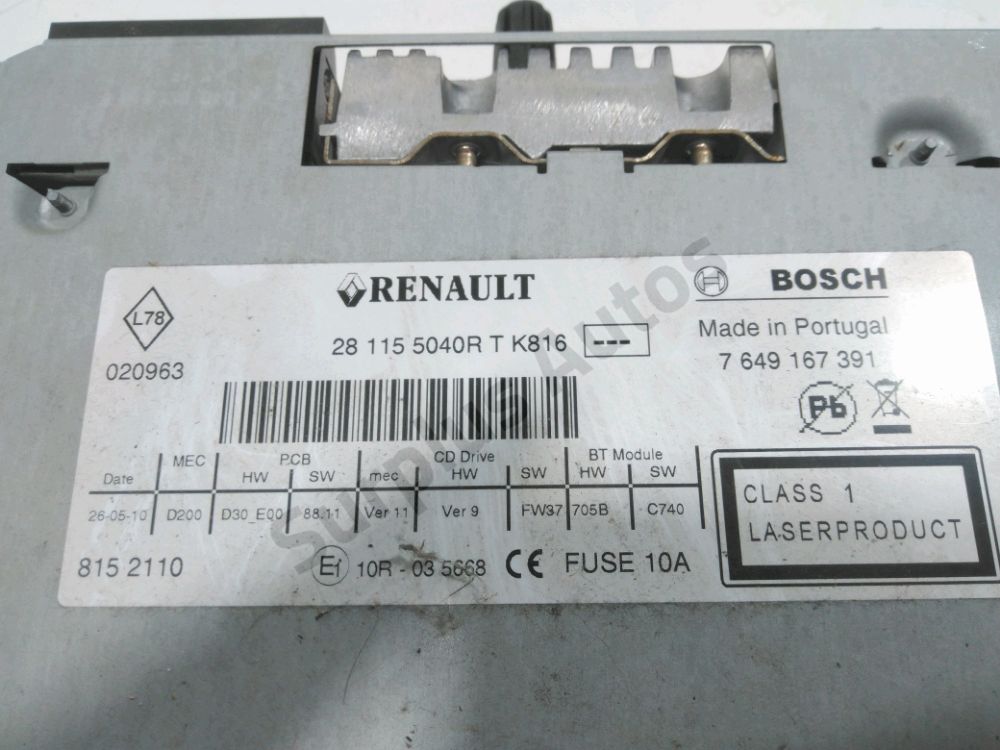 L78
020963
RENAULT
28 115 5040R T K816 ---
BOSCH
Made in Portugal
7 649 167 391
Pb
MEC PCB CD Drive BT Module
Date HW SW mec HW SW HW SW
26-05-10 D200 D30_E00 88.11 Ver 11 Ver 9 FW37 705B C740
815 2110
10R - 03 5668 CE FUSE 10A
CLASS 1
LASERPRODUCT
Surplus Autos